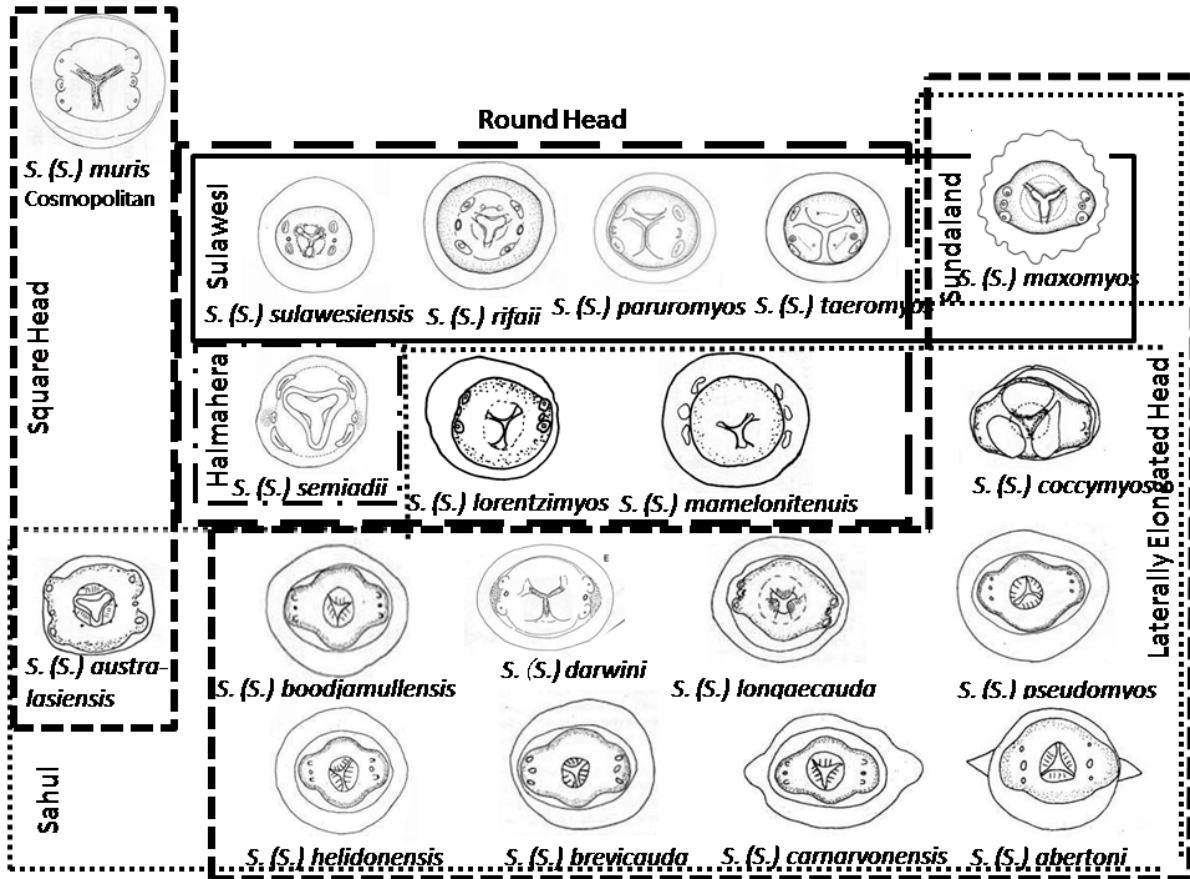 Round Head
S. (S.) muris
Cosmopolitan
Square Head
Sulawesi
S. (S.) sulawesiensis
S. (S.) rifaii
S. (S.) paruromyos
S. (S.) taeromyos
Sundaland
S. (S.) maxomyos
Halmahera
S. (S.) semiadii
S. (S.) lorentzimyos
S. (S.) mamelonitenuis
S. (S.) coccymyos
Laterally Elongated Head
S. (S.) austra-
lasiensis
S. (S.) boodjamullensis
E
S. (S.) darwini
S. (S.) longaecauda
S. (S.) pseudomyos
Sahul
S. (S.) helidonensis
S. (S.) brevicauda
S. (S.) carnarvonensis
S. (S.) abertoni